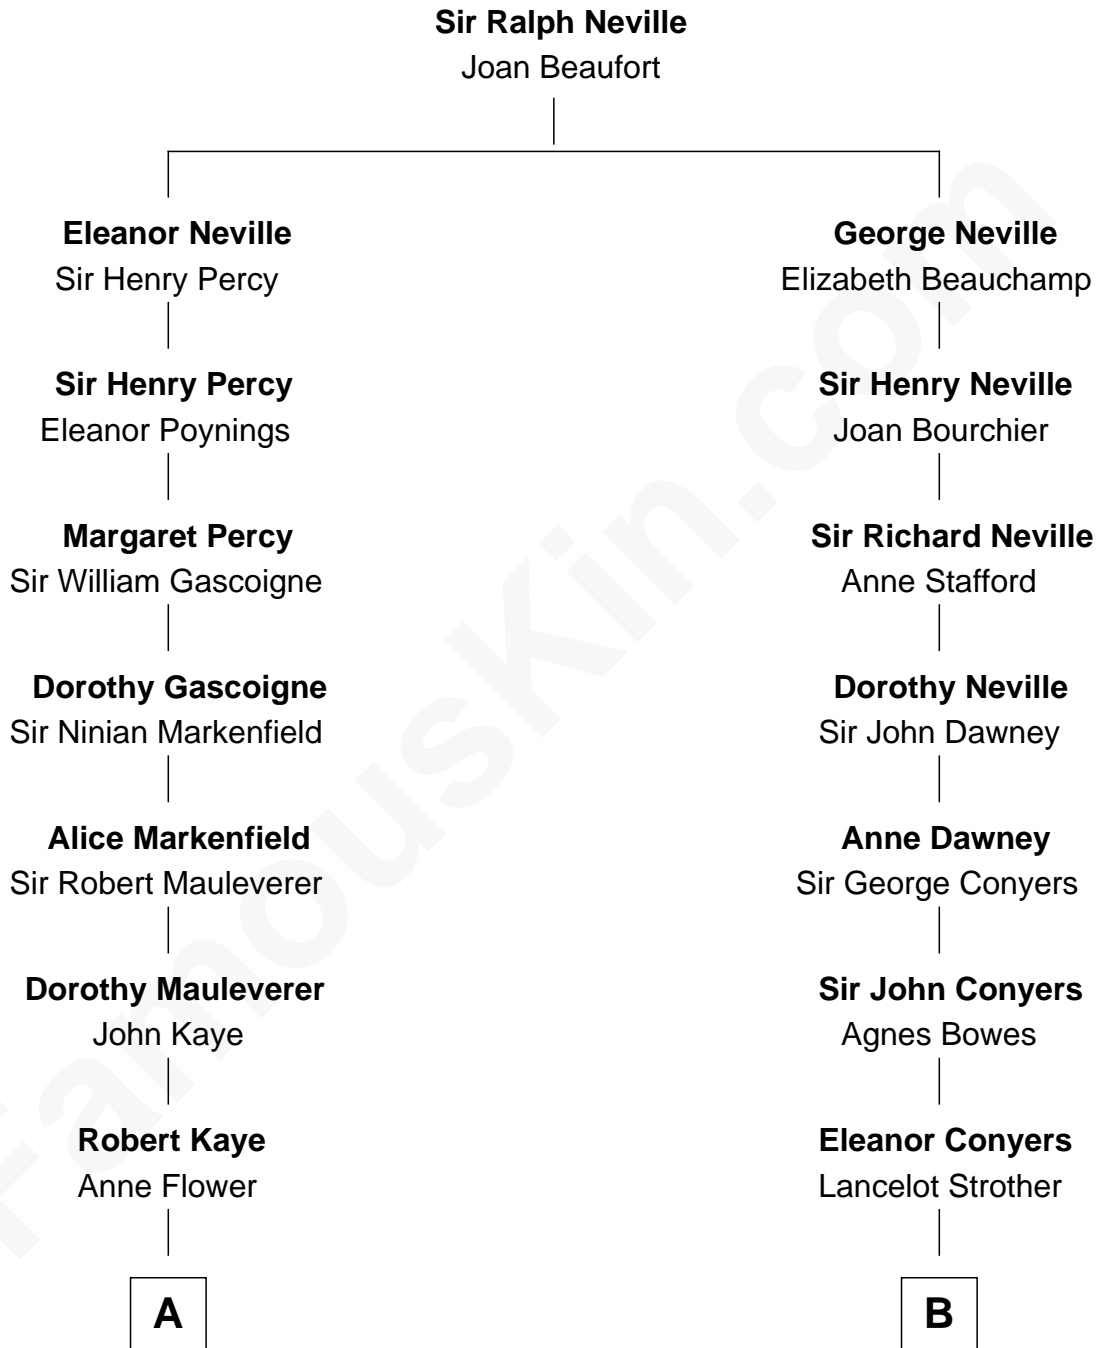 Sir Ralph Neville
Joan Beaufort
Eleanor Neville
Sir Henry Percy
George Neville
Elizabeth Beauchamp
Sir Henry Percy
Eleanor Poynings
Sir Henry Neville
Joan Bourchier
Margaret Percy
Sir William Gascoigne
Sir Richard Neville
Anne Stafford
Dorothy Gascoigne
Sir Ninian Markenfield
Dorothy Neville
Sir John Dawney
Alice Markenfield
Sir Robert Mauleverer
Anne Dawney
Sir George Conyers
Dorothy Mauleverer
John Kaye
Sir John Conyers
Agnes Bowes
Robert Kaye
Anne Flower
Eleanor Conyers
Lancelot Strother
A
B
FamousKin.com